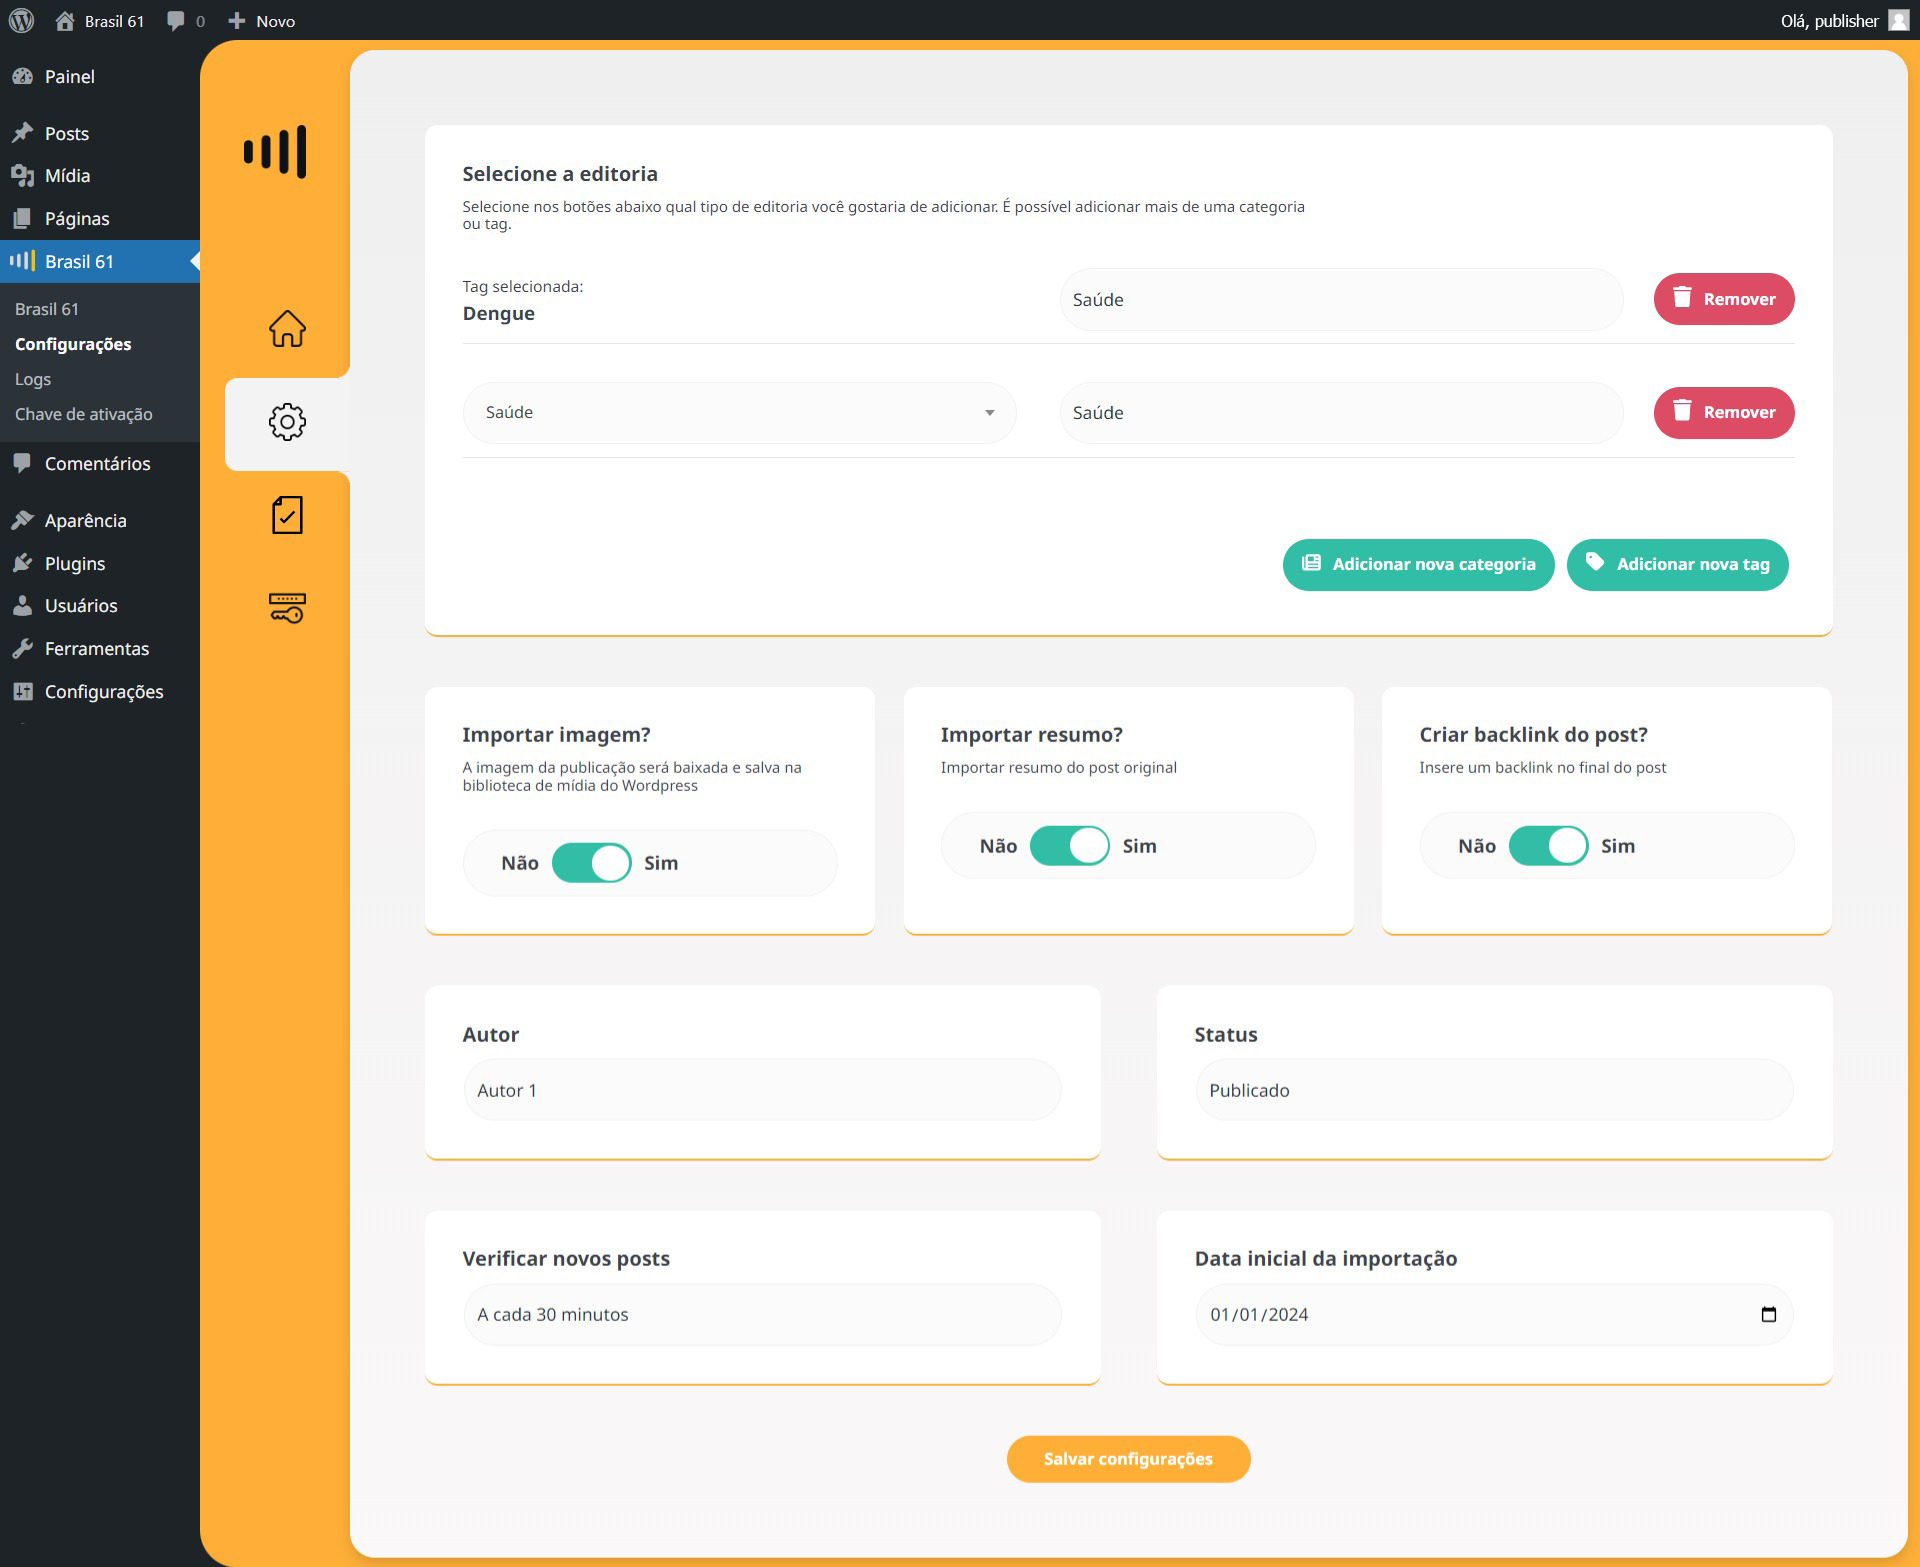 Brasil 61
0
Novo
Olá, publisher
Painel
Posts
Mídia
Páginas
Brasil 61
Brasil 61
Configurações
Logs
Chave de ativação
Comentários
Aparência
Plugins
Usuários
Ferramentas
Configurações
Selecione a editoria
Selecione nos botões abaixo qual tipo de editoria você gostaria de adicionar. É possível adicionar mais de uma categoria
ou tag.
Tag selecionada:
Dengue
Saúde
Remover
Saúde
Saúde
Remover
Adicionar nova categoria
Adicionar nova tag
Importar imagem?
A imagem da publicação será baixada e salva na
biblioteca de mídia do Wordpress
Não Sim
Importar resumo?
Importar resumo do post original
Não Sim
Criar backlink do post?
Insere um backlink no final do post
Não Sim
Autor
Autor 1
Status
Publicado
Verificar novos posts
A cada 30 minutos
Data inicial da importação
01/01/2024
Salvar configurações